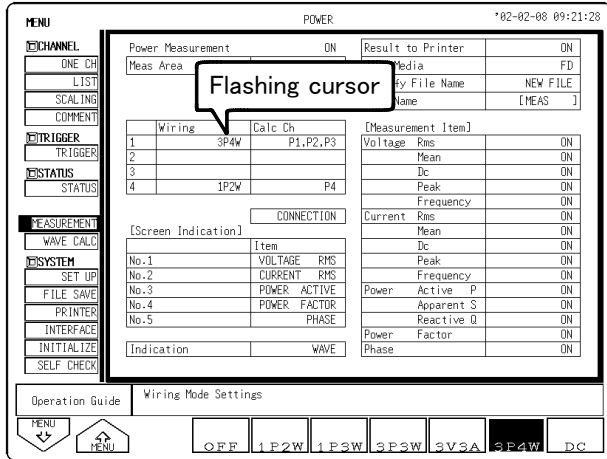 MENU POWER '02-02-08 09:21:28
CHANNEL
ONE CH
LIST
SCALING
COMMENT
TRIGGER
TRIGGER
STATUS
STATUS
MEASUREMENT
WAVE CALC
SYSTEM
SET UP
FILE SAVE
PRINTER
INTERFACE
INITIALIZE
SELF CHECK
Power Measurement ON
Meas Area
Flashing cursor
Result to Printer ON
Media FD
fy File Name NEW FILE
Name [MEAS ]
Wiring Calc Ch
1 3P4W P1,P2,P3
2
3
4 1P2W P4
CONNECTION
[Screen Indication]
Item
No.1 VOLTAGE RMS
No.2 CURRENT RMS
No.3 POWER ACTIVE
No.4 POWER FACTOR
No.5 PHASE
Indication WAVE
[Measurement Item]
Voltage Rms ON
Mean ON
Dc ON
Peak ON
Frequency ON
Current Rms ON
Mean ON
Dc ON
Peak ON
Frequency ON
Power Active P ON
Apparent S ON
Reactive Q ON
Power Factor ON
Phase ON
Operation Guide Wiring Mode Settings
MENU MENU OFF 1P2W 1P3W 3P3W 3V3A 3P4W DC